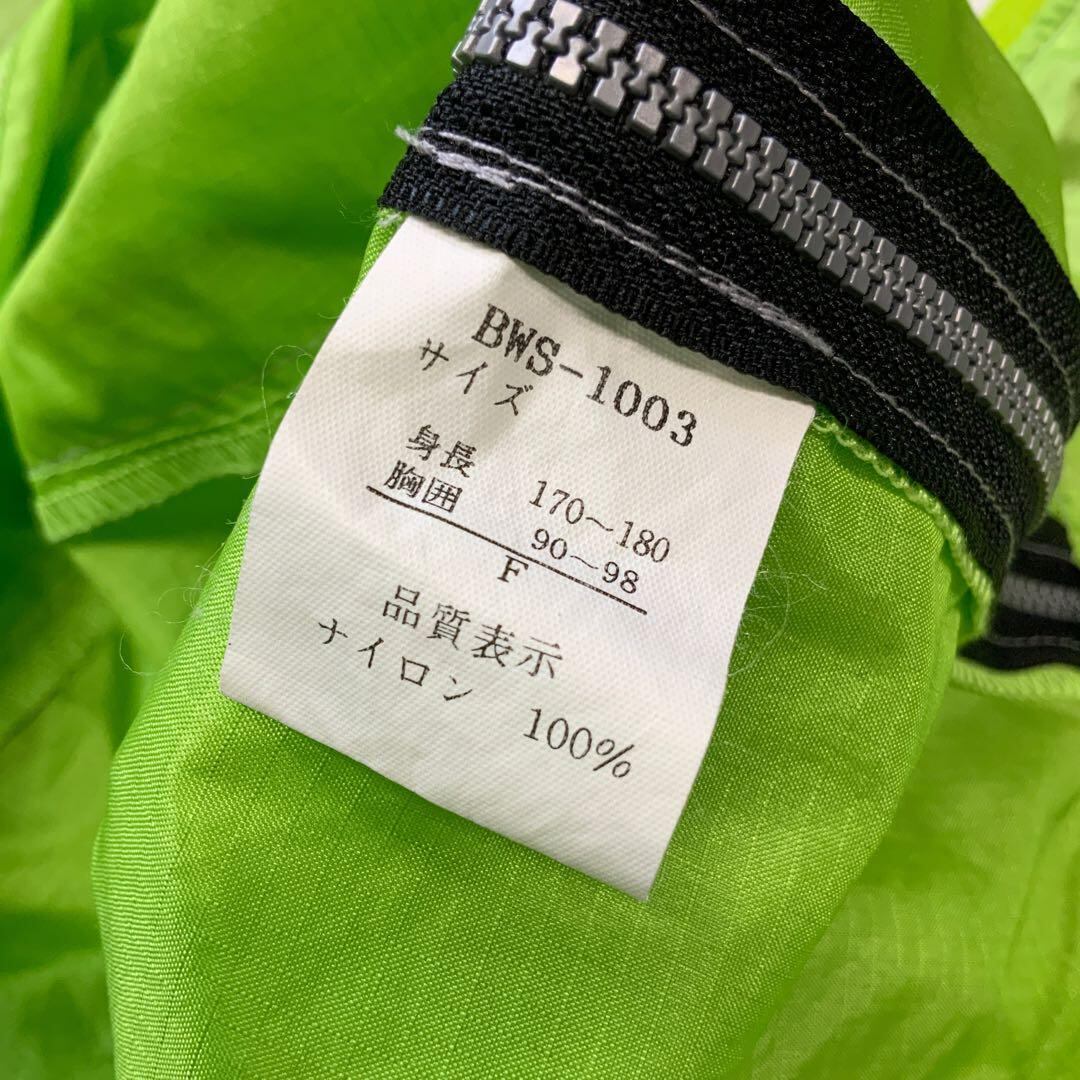 BWS-1003
サイズ
身長 170～180
胸囲 90～98
F
品質表示
ナイロン 100%